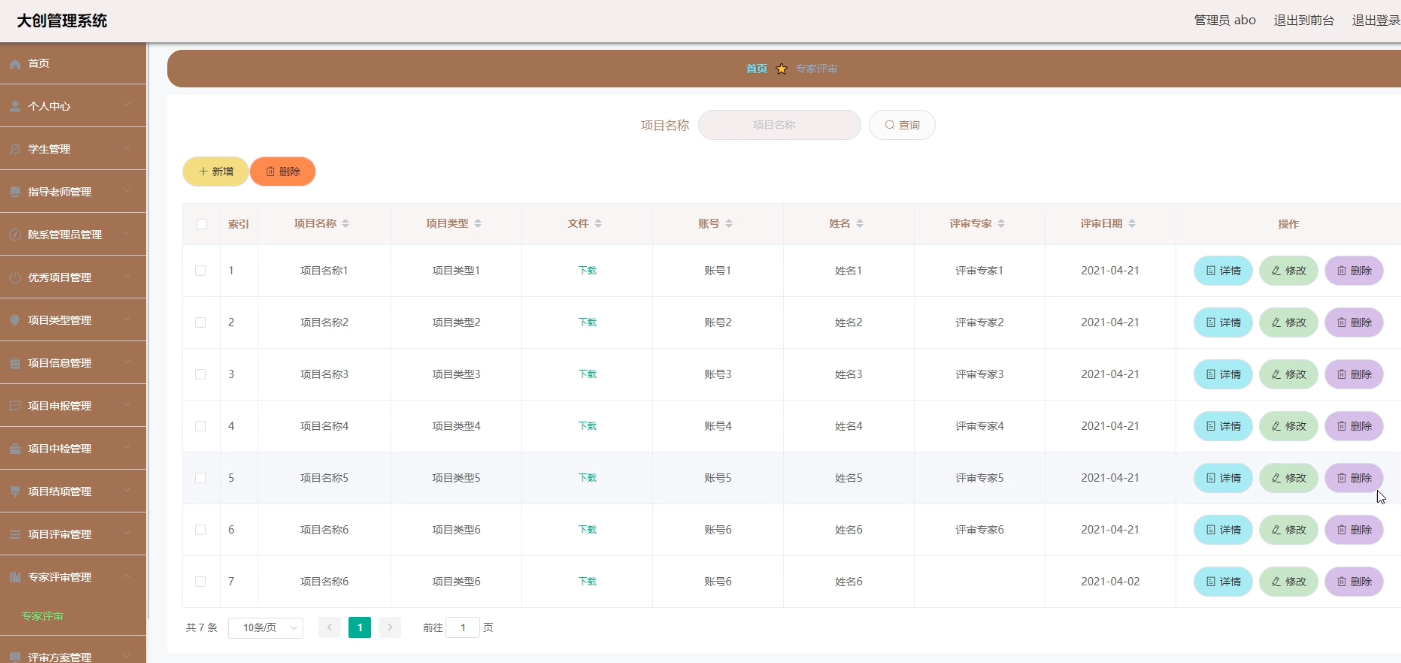 大创管理系统
管理员 abo 退出到前台 退出登录
首页
个人中心
学生管理
指导老师管理
院系管理员管理
优秀项目管理
项目类型管理
项目信息管理
项目申报管理
项目中检管理
项目结项管理
项目评审管理
专家评审管理
专家评审
评审方案管理
首页 专家评审
项目名称 项目名称 查询
新增 删除
索引 项目名称 项目类型 文件 账号 姓名 评审专家 评审日期 操作
1 项目名称1 项目类型1 下载 账号1 姓名1 评审专家1 2021-04-21 详情 修改 删除
2 项目名称2 项目类型2 下载 账号2 姓名2 评审专家2 2021-04-21 详情 修改 删除
3 项目名称3 项目类型3 下载 账号3 姓名3 评审专家3 2021-04-21 详情 修改 删除
4 项目名称4 项目类型4 下载 账号4 姓名4 评审专家4 2021-04-21 详情 修改 删除
5 项目名称5 项目类型5 下载 账号5 姓名5 评审专家5 2021-04-21 详情 修改 删除
6 项目名称6 项目类型6 下载 账号6 姓名6 评审专家6 2021-04-21 详情 修改 删除
7 项目名称6 项目类型6 下载 账号6 姓名6 2021-04-02 详情 修改 删除
共 7 条 10条/页 1 前往 1 页